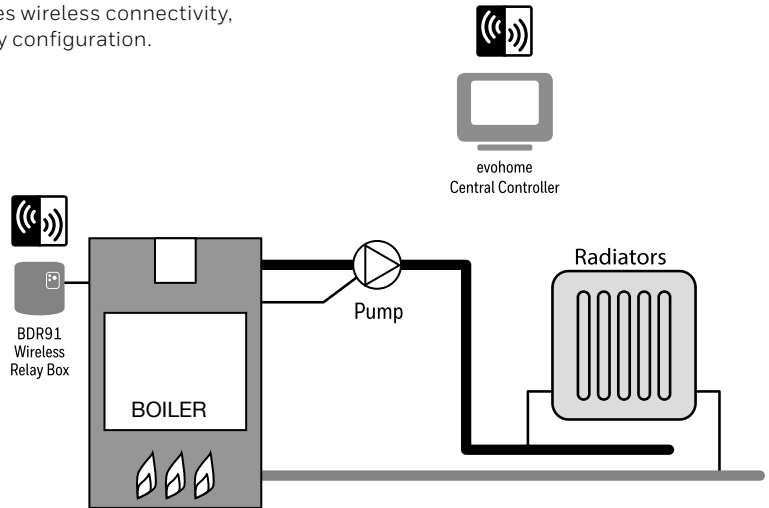 es wireless connectivity,
y configuration.
evohome
Central Controller
BDR91
Wireless
Relay Box
BOILER
Pump
Radiators